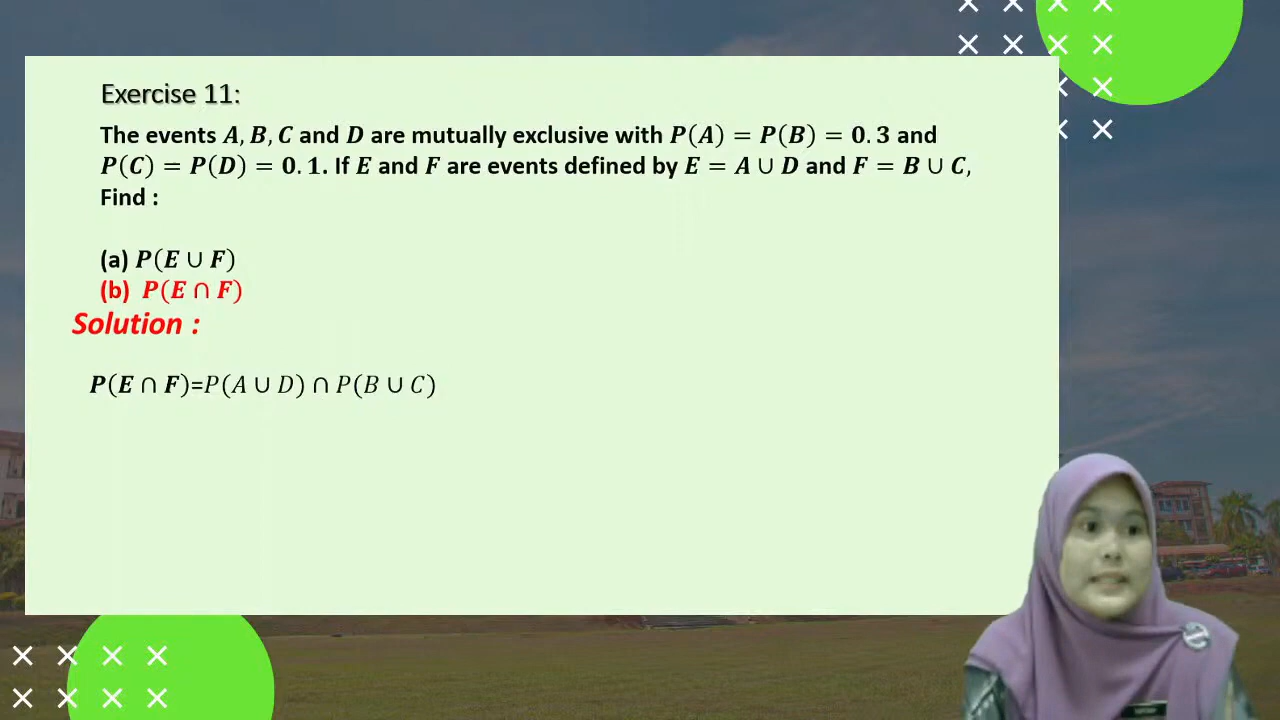 Exercise 11:
The events A, B, C and D are mutually exclusive with P(A) = P(B) = 0.3 and
P(C) = P(D) = 0.1. If E and F are events defined by E = A ∪ D and F = B ∪ C,
Find :
(a) P(E ∪ F)
(b) P(E ∩ F)
Solution :
P(E ∩ F)=P(A ∪ D) ∩ P(B ∪ C)